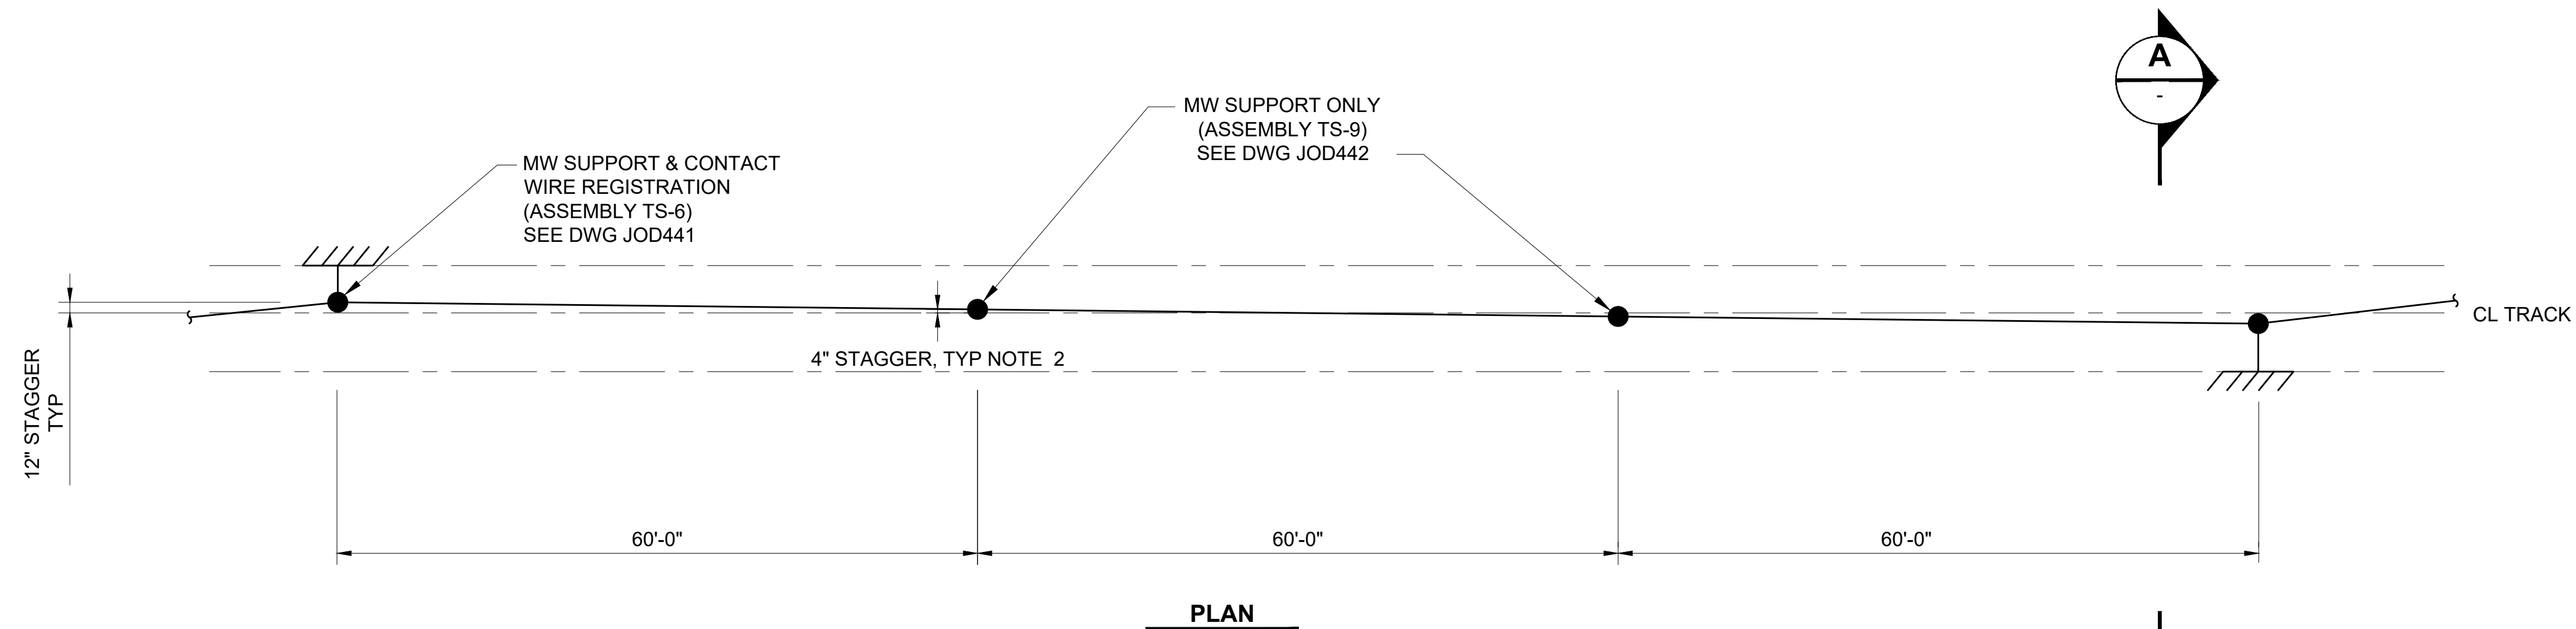 A
-
MW SUPPORT ONLY
(ASSEMBLY TS-9)
SEE DWG JOD442
MW SUPPORT & CONTACT
WIRE REGISTRATION
(ASSEMBLY TS-6)
SEE DWG JOD441
CL TRACK
12" STAGGER
TYP
4" STAGGER, TYP NOTE 2
60'-0"
60'-0"
60'-0"
PLAN